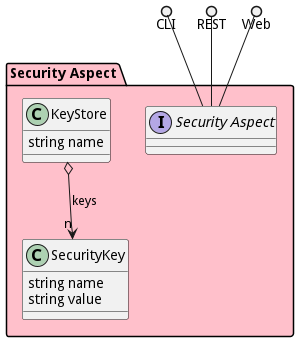 CLI REST Web
Security Aspect
C KeyStore
string name
I Security Aspect
keys
n
C SecurityKey
string name
string value